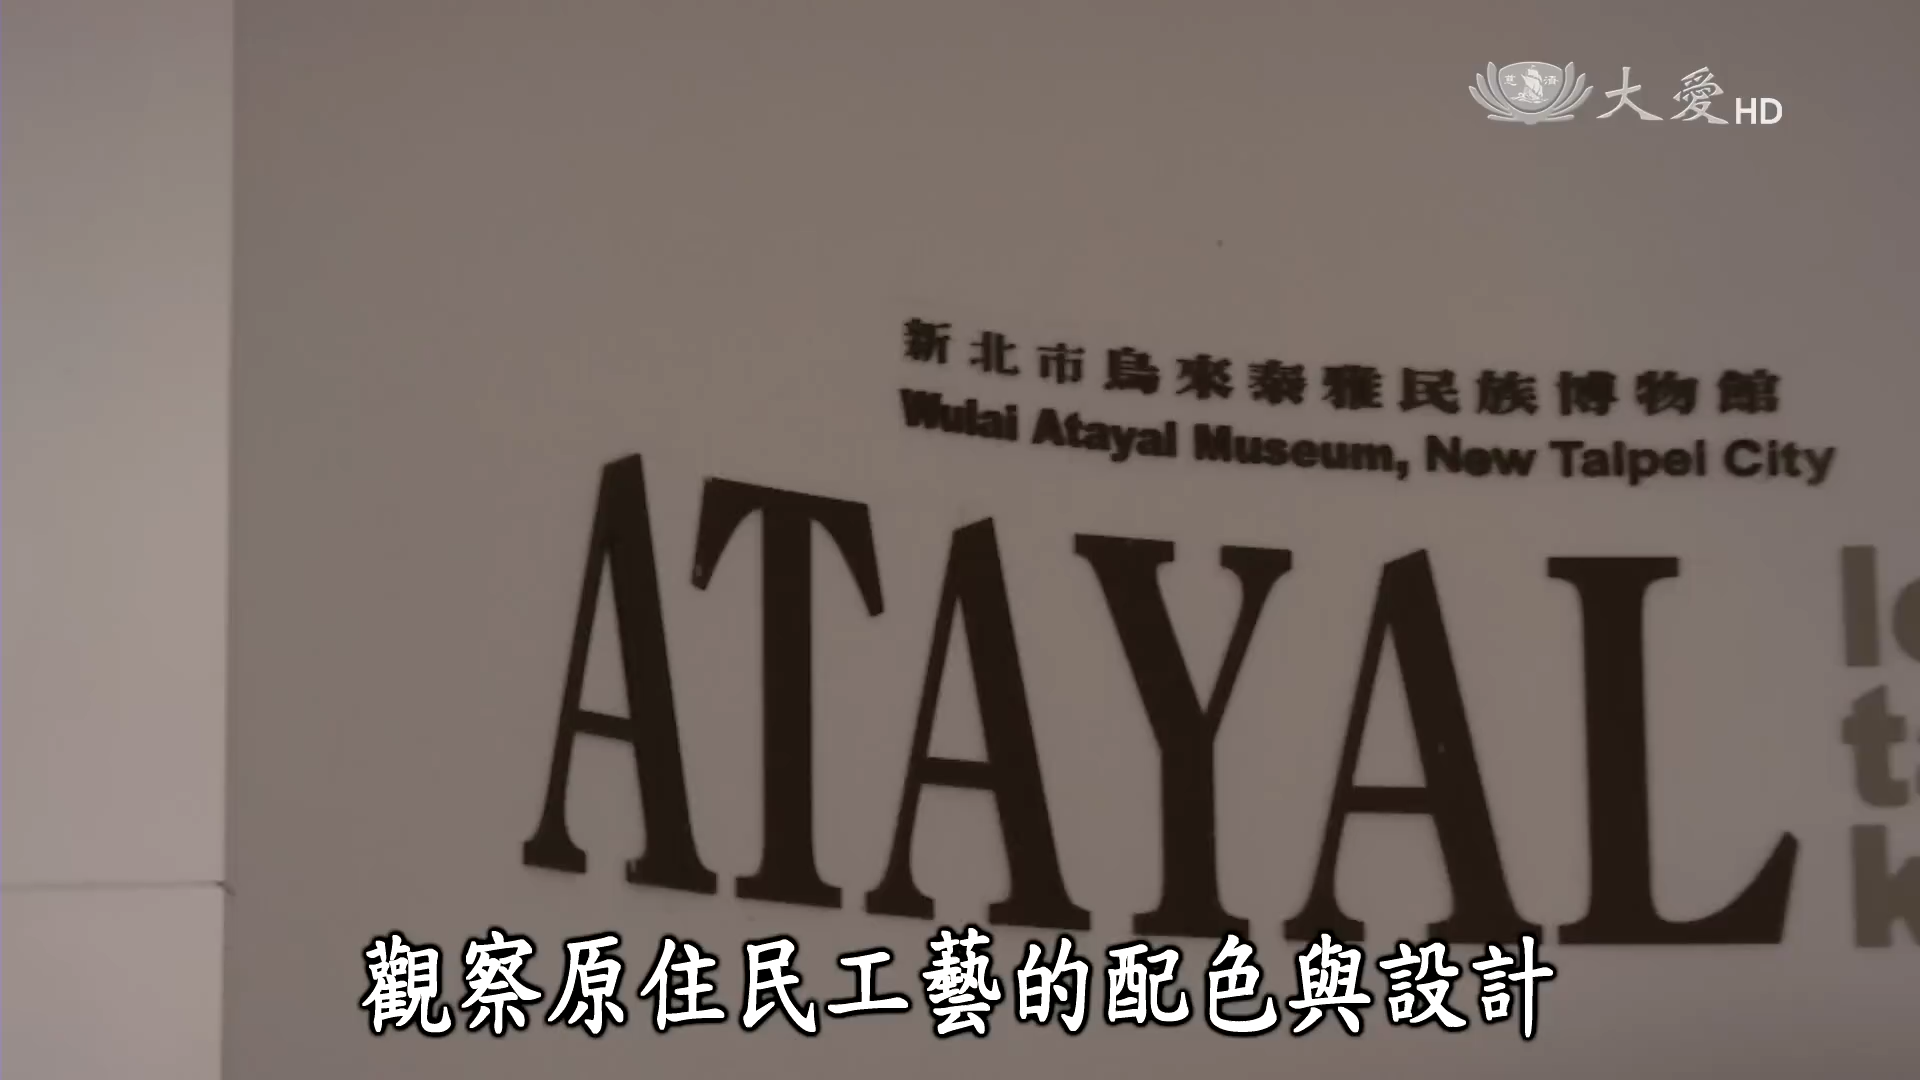 大愛HD
新北市烏來泰雅民族博物館
Wulai Atayal Museum, New Taipei City
ATAYAL
觀察原住民工藝的配色與設計